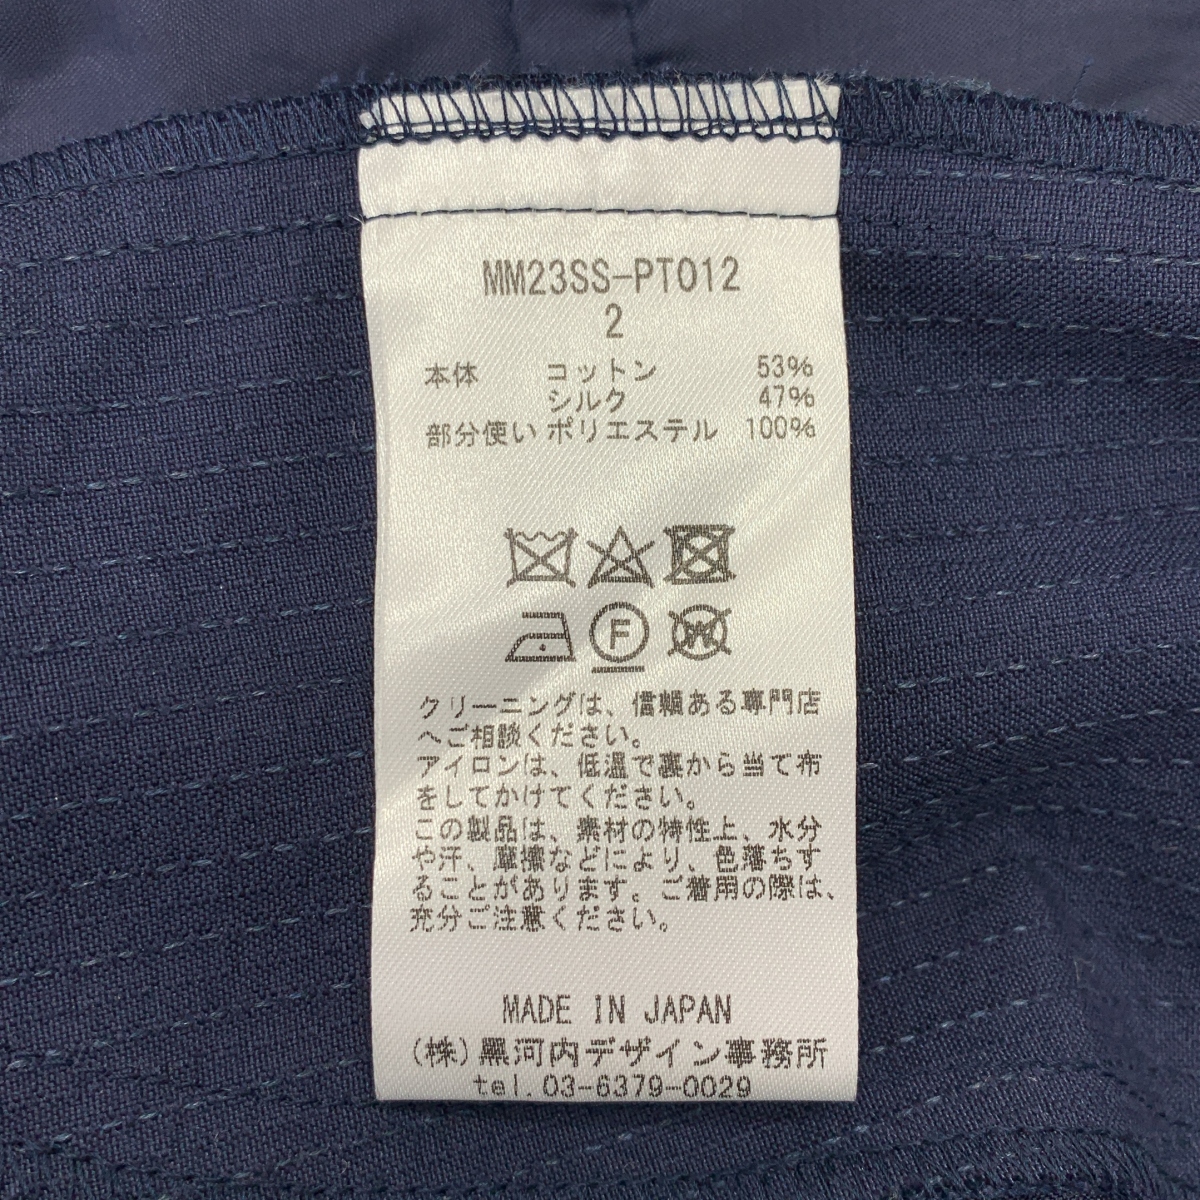 MM23SS-PT012
2
本体 コットン 53%
シルク 47%
部分使い ポリエステル 100%
F
W
クリーニングは、信頼ある専門店
へご相談ください。
アイロンは、低温で裏から当て布
をしてかけてください。
この製品は、素材の特性上、水分
や汗、摩擦などにより、色落ちす
ることがあります。ご着用の際は、
充分ご注意ください。
MADE IN JAPAN
(株)黒河内デザイン事務所
tel.03-6379-0029